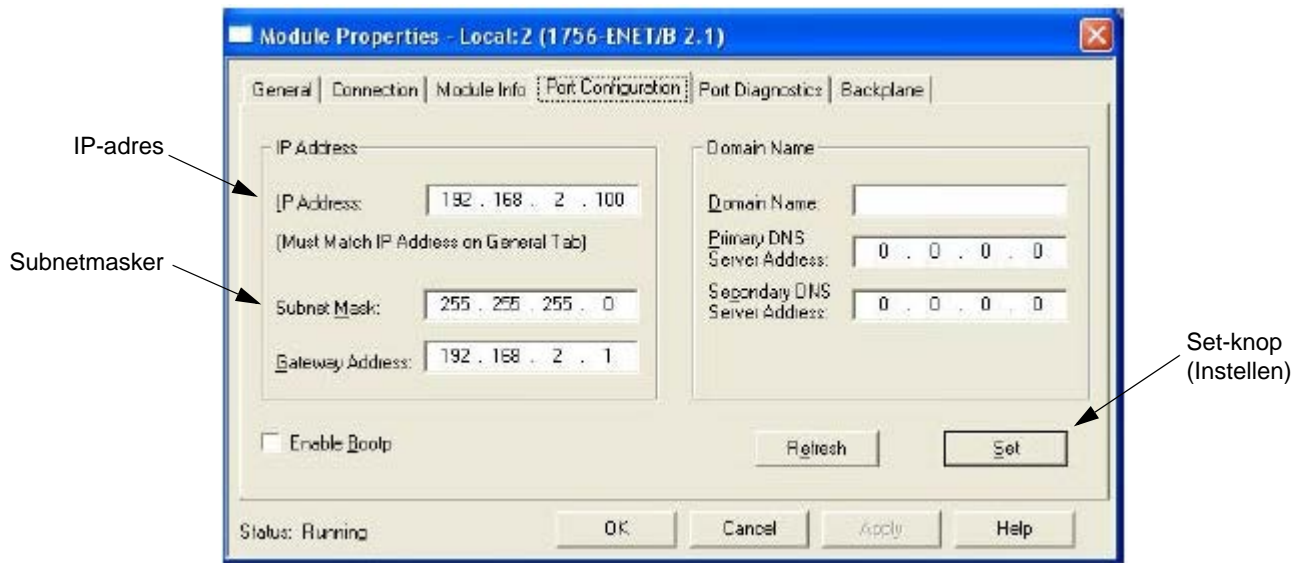 Module Properties - Local:2 (1756-ENET/B 2.1)
General
Connection
Module Info
Port Configuration
Port Diagnostics
Backplane
IP-adres
IP Address
IP Address: 192 . 168 . 2 . 100
(Must Match IP Address on General Tab)
Subnetmasker
Subnet Mask: 255 . 255 . 255 . 0
Gateway Address: 192 . 168 . 2 . 1
Domain Name
Domain Name:
Primary DNS
Server Address: 0 . 0 . 0 . 0
Secondary DNS
Server Address: 0 . 0 . 0 . 0
Set-knop
(Instellen)
Enable Bootp
Refresh
Set
Status: Running
OK
Cancel
Apply
Help